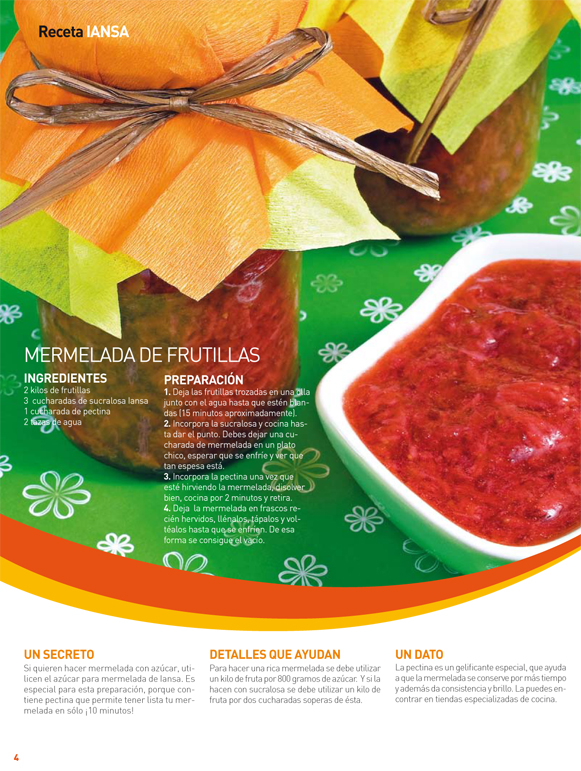 Receta IANSA
MERMELADA DE FRUTILLAS
INGREDIENTES
2 kilos de frutillas
3 cucharadas de sucralosa Iansa
1 cucharada de pectina
2 tazas de agua
PREPARACIÓN
1. Deja las frutillas trozadas en una olla
junto con el agua hasta que estén blan-
das (15 minutos aproximadamente).
2. Incorpora la sucralosa y cocina has-
ta dar el punto. Debes dejar una cu-
charada de mermelada en un plato
chico, esperar que se enfríe y ver que
tan espesa está.
3. Incorpora la pectina una vez que
esté hirviendo la mermelada, disolver
bien, cocina por 2 minutos y retira.
4. Deja la mermelada en frascos re-
cién hervidos, llénalos, tápalos y vol-
téalos hasta que se enfríen. De esa
forma se consigue el vacío.
UN SECRETO
Si quieren hacer mermelada con azúcar, uti-
licen el azúcar para mermelada de Iansa. Es
especial para esta preparación, porque con-
tiene pectina que permite tener lista tu mer-
melada en sólo ¡10 minutos!
DETALLES QUE AYUDAN
Para hacer una rica mermelada se debe utilizar
un kilo de fruta por 800 gramos de azúcar. Y si la
hacen con sucralosa se debe utilizar un kilo de
fruta por dos cucharadas soperas de ésta.
UN DATO
La pectina es un gelificante especial, que ayuda
a que la mermelada se conserve por más tiempo
y además da consistencia y brillo. La puedes en-
contrar en tiendas especializadas de cocina.
4